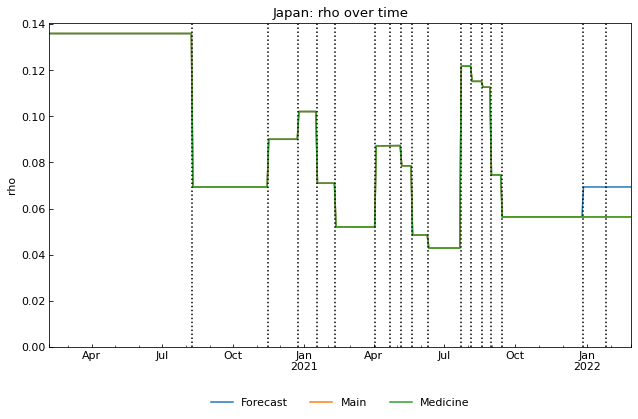 Japan: rho over time
0.14
0.12
0.10
0.08
0.06
0.04
0.02
0.00
rho
Apr
Jul
Oct
Jan
2021
Apr
Jul
Oct
Jan
2022
Forecast
Main
Medicine